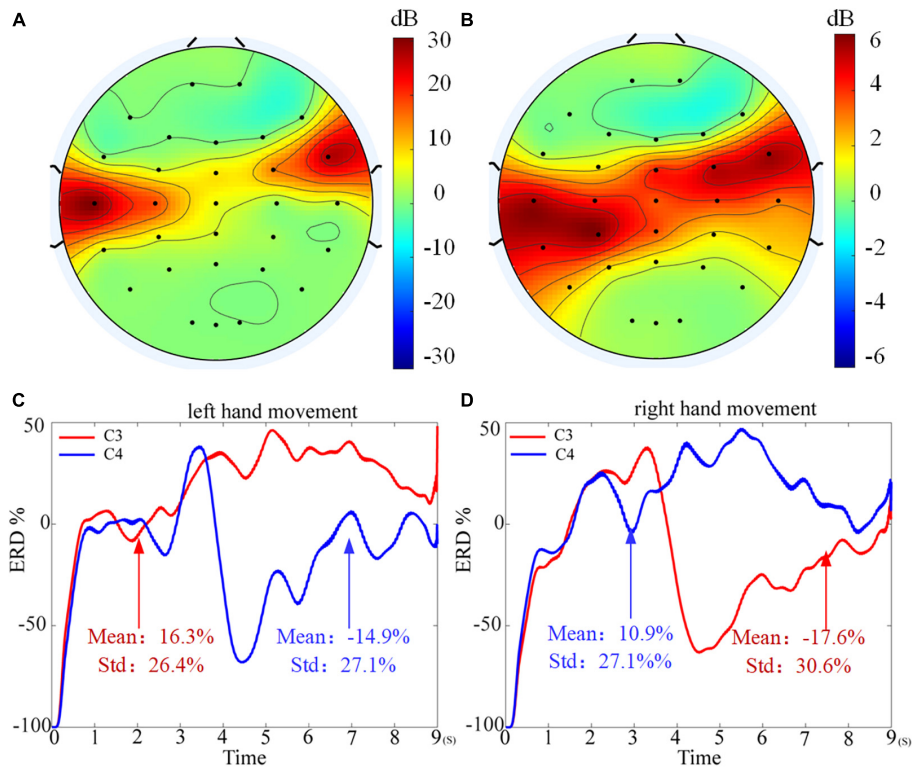 A
dB
30
20
10
0
-10
-20
-30
B
dB
6
4
2
0
-2
-4
-6
C
left hand movement
50
0
-50
-100
ERD %
C3
C4
Mean：16.3%
Std：26.4%
Mean：-14.9%
Std：27.1%
0 1 2 3 4 5 6 7 8 9(S)
Time
D
right hand movement
50
0
-50
-100
ERD %
C3
C4
Mean：10.9%
Std：27.1%%
Mean：-17.6%
Std：30.6%
0 1 2 3 4 5 6 7 8 9(S)
Time